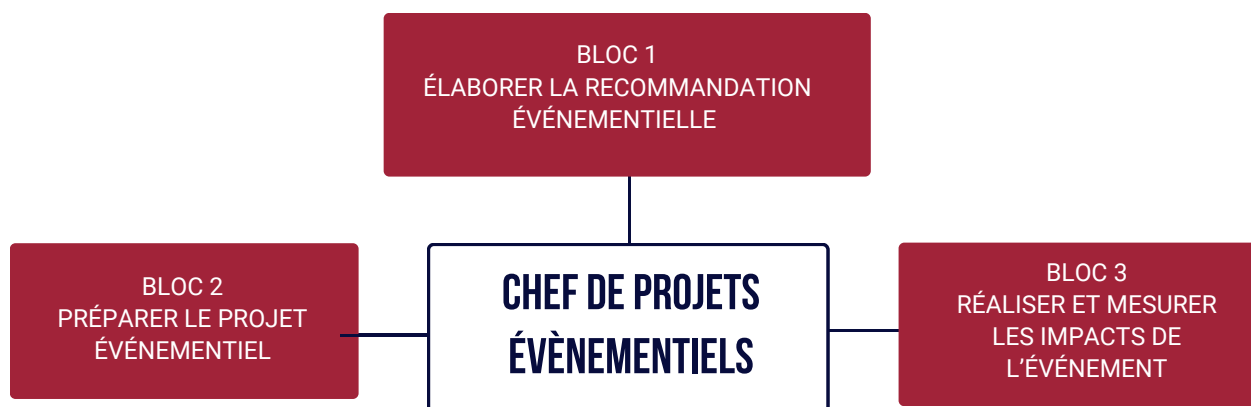 BLOC 1
ÉLABORER LA RECOMMANDATION
ÉVÉNEMENTIELLE
BLOC 2
PRÉPARER LE PROJET
ÉVÉNEMENTIEL
CHEF DE PROJETS
ÉVÈNEMENTIELS
BLOC 3
RÉALISER ET MESURER
LES IMPACTS DE
L’ÉVÉNEMENT